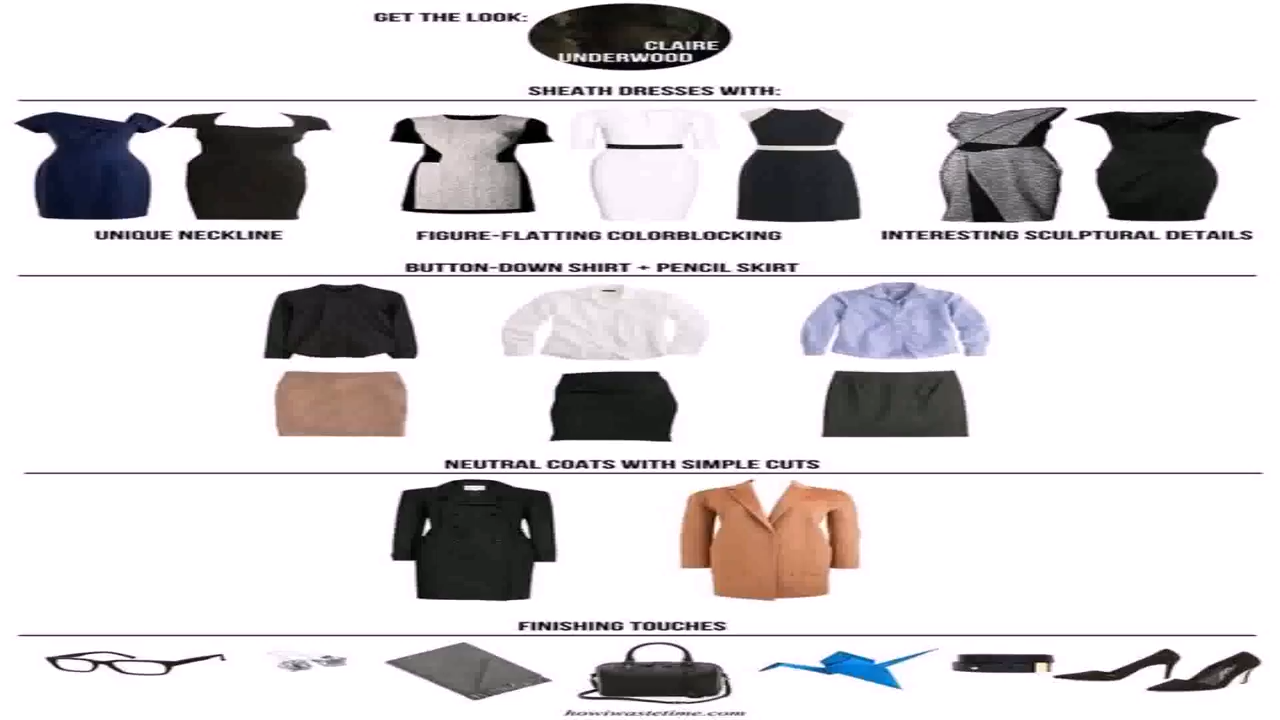 GET THE LOOK:
CLAIRE
UNDERWOOD
SHEATH DRESSES WITH:
UNIQUE NECKLINE
FIGURE-FLATTING COLORBLOCKING
INTERESTING SCULPTURAL DETAILS
BUTTON-DOWN SHIRT + PENCIL SKIRT
NEUTRAL COATS WITH SIMPLE CUTS
FINISHING TOUCHES
howiwastetime.com